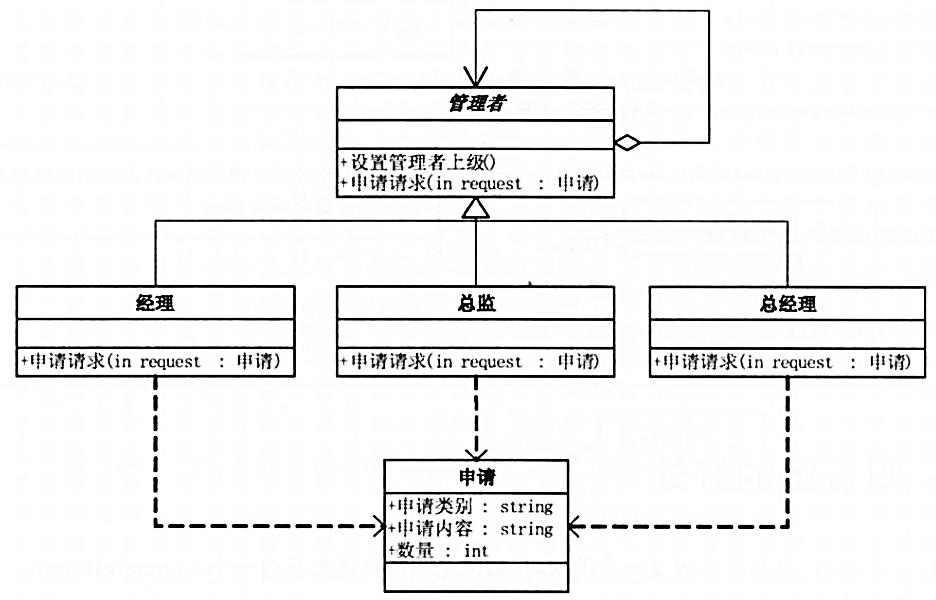 管理者
+设置管理者上级()
+申请请求(in request : 申请)
经理
+申请请求(in request : 申请)
总监
+申请请求(in request : 申请)
总经理
+申请请求(in request : 申请)
申请
+申请类别 : string
+申请内容 : string
+数量 : int